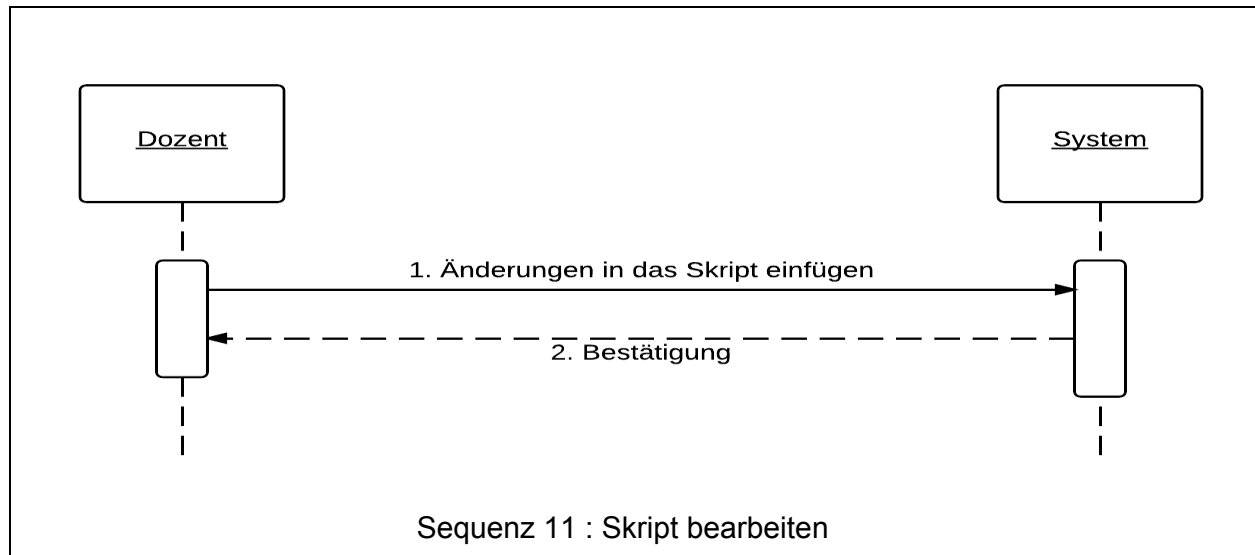 Dozent
System
1. Änderungen in das Skript einfügen
2. Bestätigung
Sequenz 11 : Skript bearbeiten